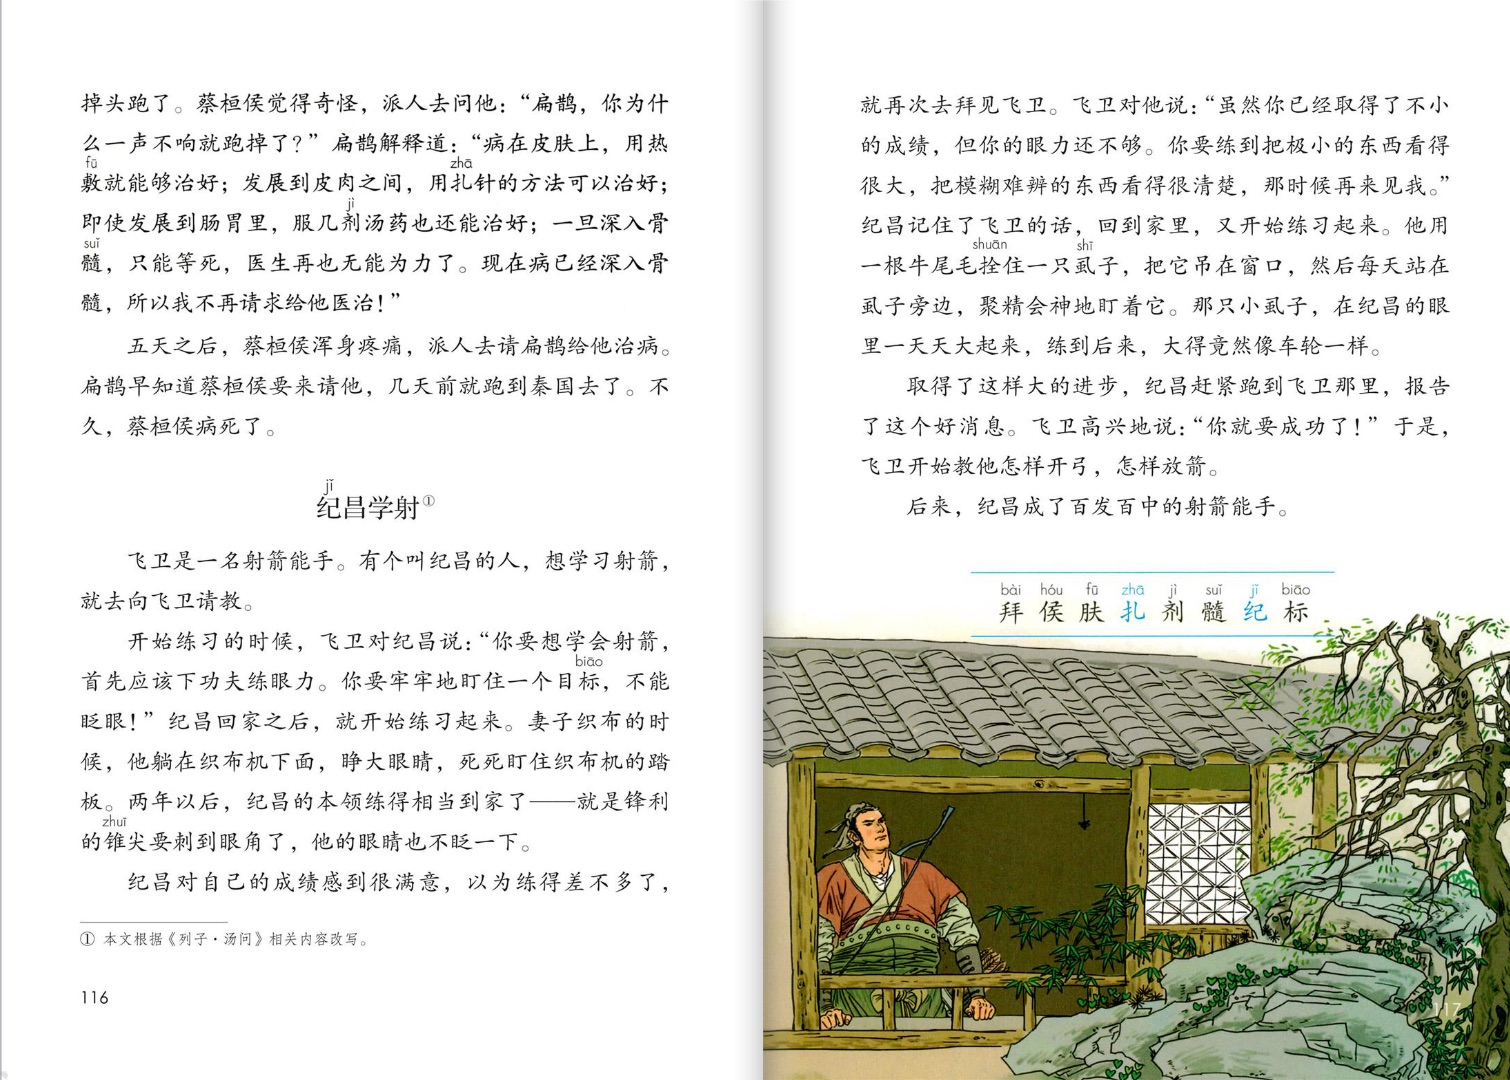 掉头跑了。蔡桓侯觉得奇怪，派人去问他：“扁鹊，你为什
么一声不响就跑掉了？”扁鹊解释道：“病在皮肤上，用热
fū zhā
敷就能够治好；发展到皮肉之间，用扎针的方法可以治好；
jì
即使发展到肠胃里，服几剂汤药也还能治好；一旦深入骨
suǐ
髓，只能等死，医生再也无能为力了。现在病已经深入骨
髓，所以我不再请求给他医治！”
五天之后，蔡桓侯浑身疼痛，派人去请扁鹊给他治病。
扁鹊早知道蔡桓侯要来请他，几天前就跑到秦国去了。不
久，蔡桓侯病死了。
jǐ
纪昌学射①
飞卫是一名射箭能手。有个叫纪昌的人，想学习射箭，
就去向飞卫请教。
开始练习的时候，飞卫对纪昌说：“你要想学会射箭，
biāo
首先应该下功夫练眼力。你要牢牢地盯住一个目标，不能
眨眼！”纪昌回家之后，就开始练习起来。妻子织布的时
候，他躺在织布机下面，睁大眼睛，死死盯住织布机的踏
板。两年以后，纪昌的本领练得相当到家了——就是锋利
zhuī
的锥尖要刺到眼角了，他的眼睛也不眨一下。
纪昌对自己的成绩感到很满意，以为练得差不多了，
① 本文根据《列子·汤问》相关内容改写。
116
就再次去拜见飞卫。飞卫对他说：“虽然你已经取得了不小
的成绩，但你的眼力还不够。你要练到把极小的东西看得
很大，把模糊难辨的东西看得很清楚，那时候再来见我。”
纪昌记住了飞卫的话，回到家里，又开始练习起来。他用
shuān shī
一根牛尾毛拴住一只虱子，把它吊在窗口，然后每天站在
虱子旁边，聚精会神地盯着它。那只小虱子，在纪昌的眼
里一天天大起来，练到后来，大得竟然像车轮一样。
取得了这样大的进步，纪昌赶紧跑到飞卫那里，报告
了这个好消息。飞卫高兴地说：“你就要成功了！”于是，
飞卫开始教他怎样开弓，怎样放箭。
后来，纪昌成了百发百中的射箭能手。
bài hóu fū zhā jì suǐ jǐ biāo
拜 侯 肤 扎 剂 髓 纪 标
117